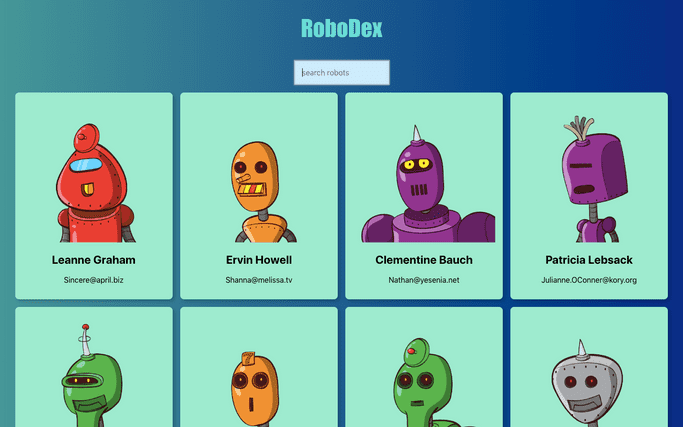 RoboDex
search robots
Leanne Graham
Sincere@april.biz
Ervin Howell
Shanna@melissa.tv
Clementine Bauch
Nathan@yesenia.net
Patricia Lebsack
Julianne.OConner@kory.org